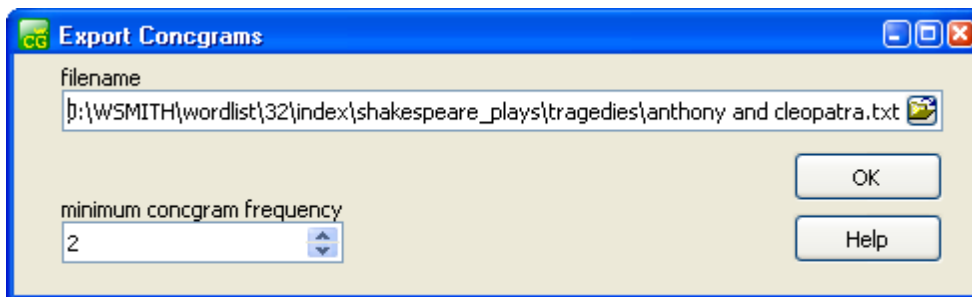 CG Export Concgrams
filename
:\WSMITH\wordlist\32\index\shakespeare_plays\tragedies\anthony and cleopatra.txt
OK
minimum concgram frequency
2
Help